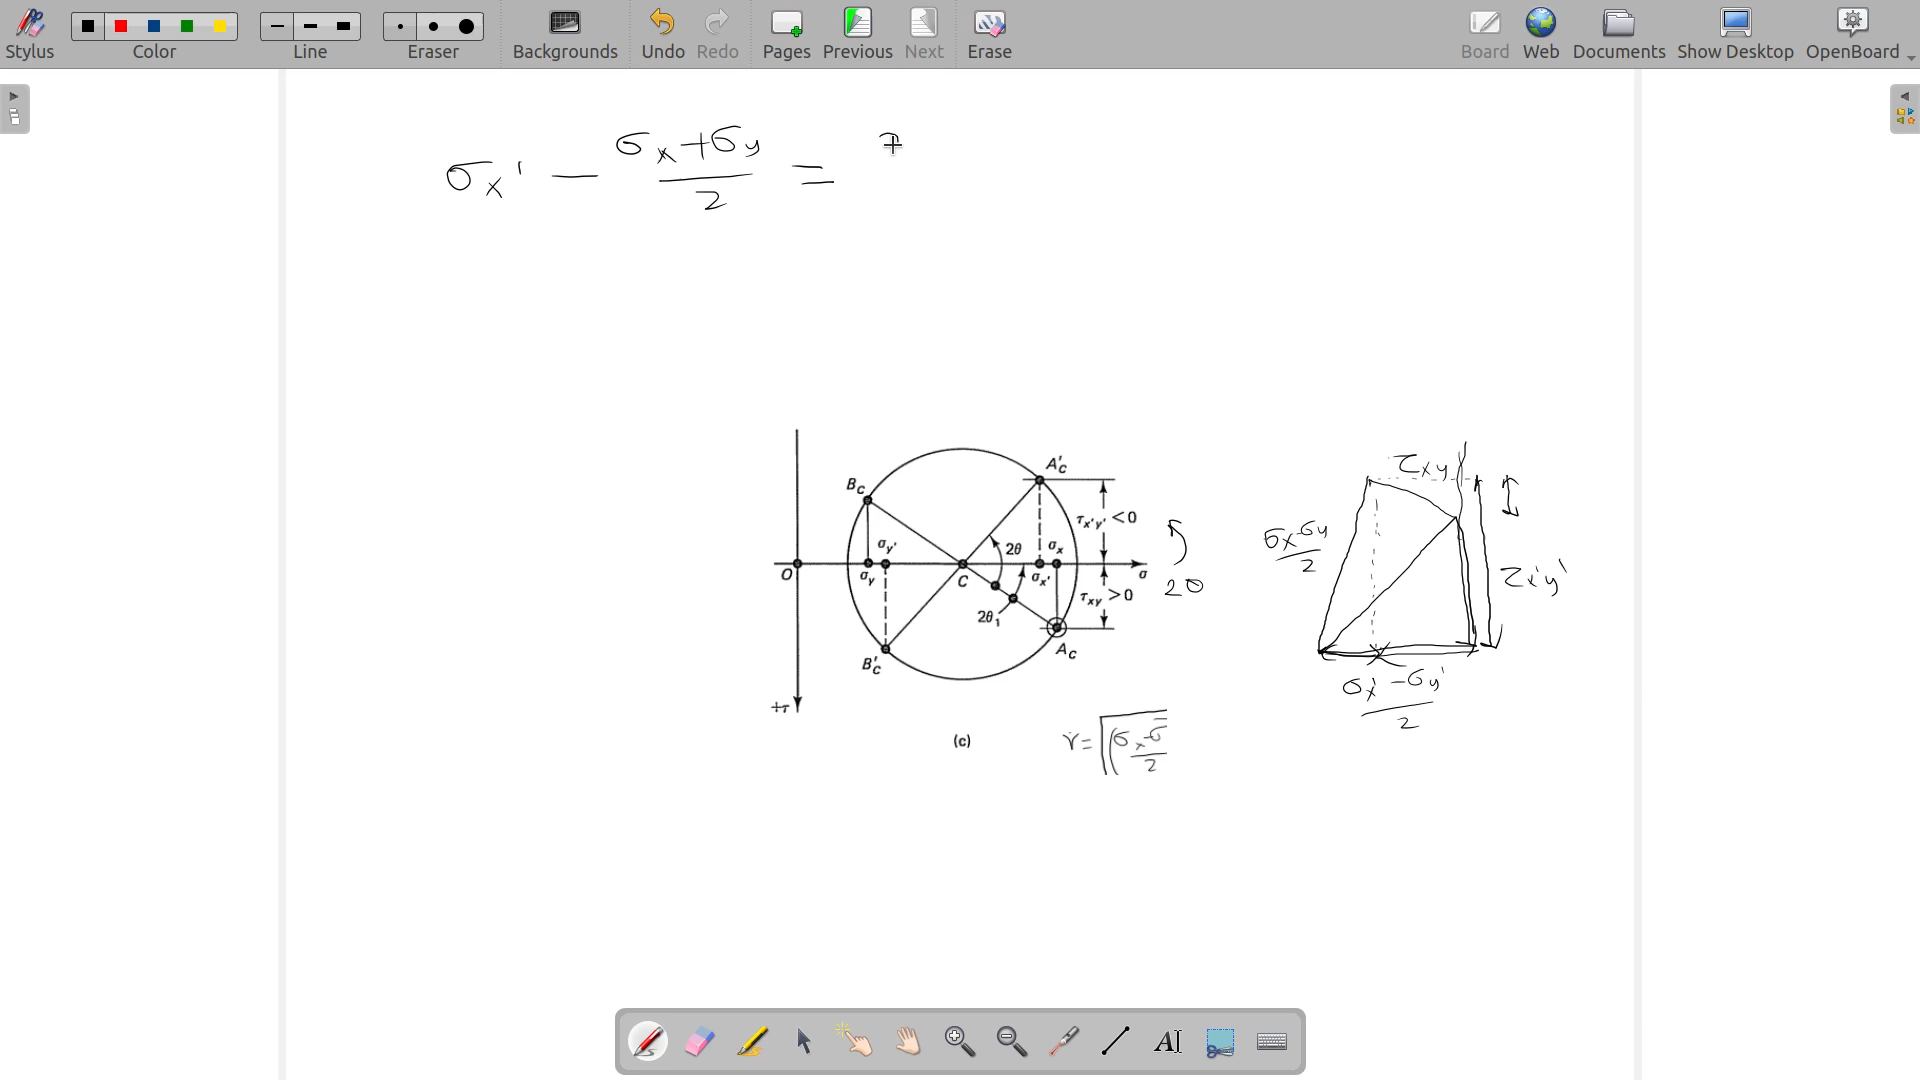 Stylus Color Line Eraser Backgrounds Undo Redo Pages Previous Next Erase Board Web Documents Show Desktop OpenBoard
σx' − σx+σy / 2 =
A'c
Bc
τx'y' < 0
σy' 2θ σx
O σy C σx' σ
τxy > 0
2θ1
B'c Ac
+τ
(c)
2θ
r = √((σx−σ / 2
τxy
σx−σy / 2
τx'y'
σx'−σy' / 2